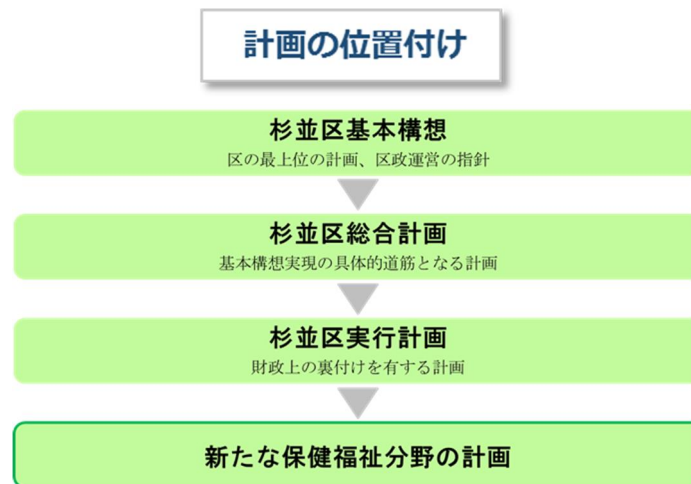 計画の位置付け
杉並区基本構想
区の最上位の計画、区政運営の指針
杉並区総合計画
基本構想実現の具体的道筋となる計画
杉並区実行計画
財政上の裏付けを有する計画
新たな保健福祉分野の計画